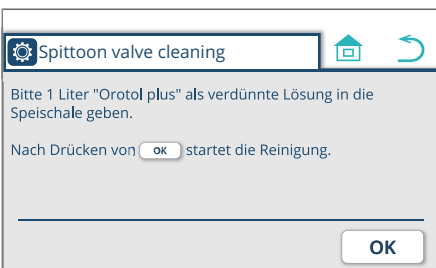 Spittoon valve cleaning
Bitte 1 Liter "Orotol plus" als verdünnte Lösung in die
Speischale geben.
Nach Drücken von OK startet die Reinigung.
OK